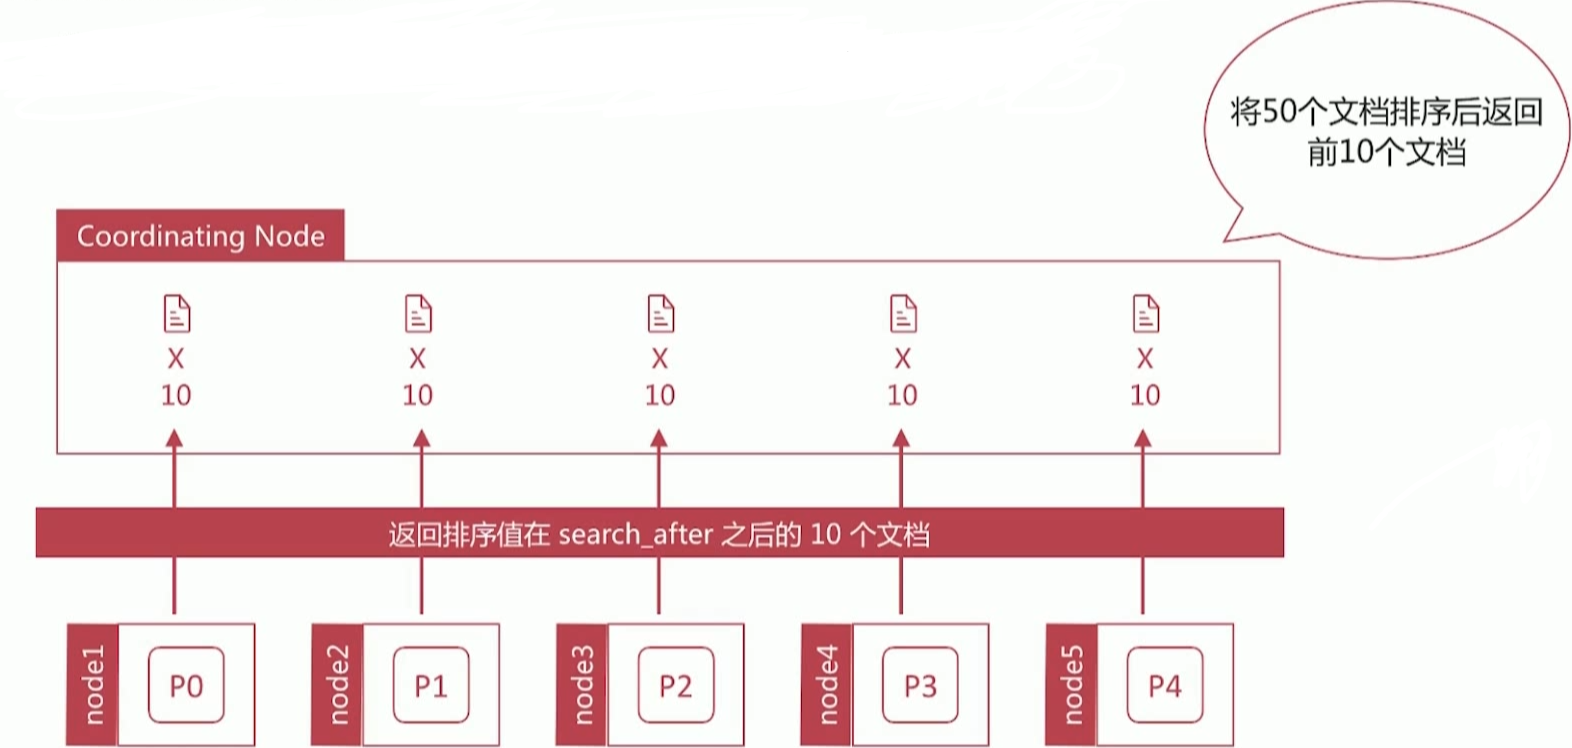 将50个文档排序后返回
前10个文档
Coordinating Node
X X X X X
10 10 10 10 10
返回排序值在 search_after 之后的 10 个文档
node1 P0 node2 P1 node3 P2 node4 P3 node5 P4